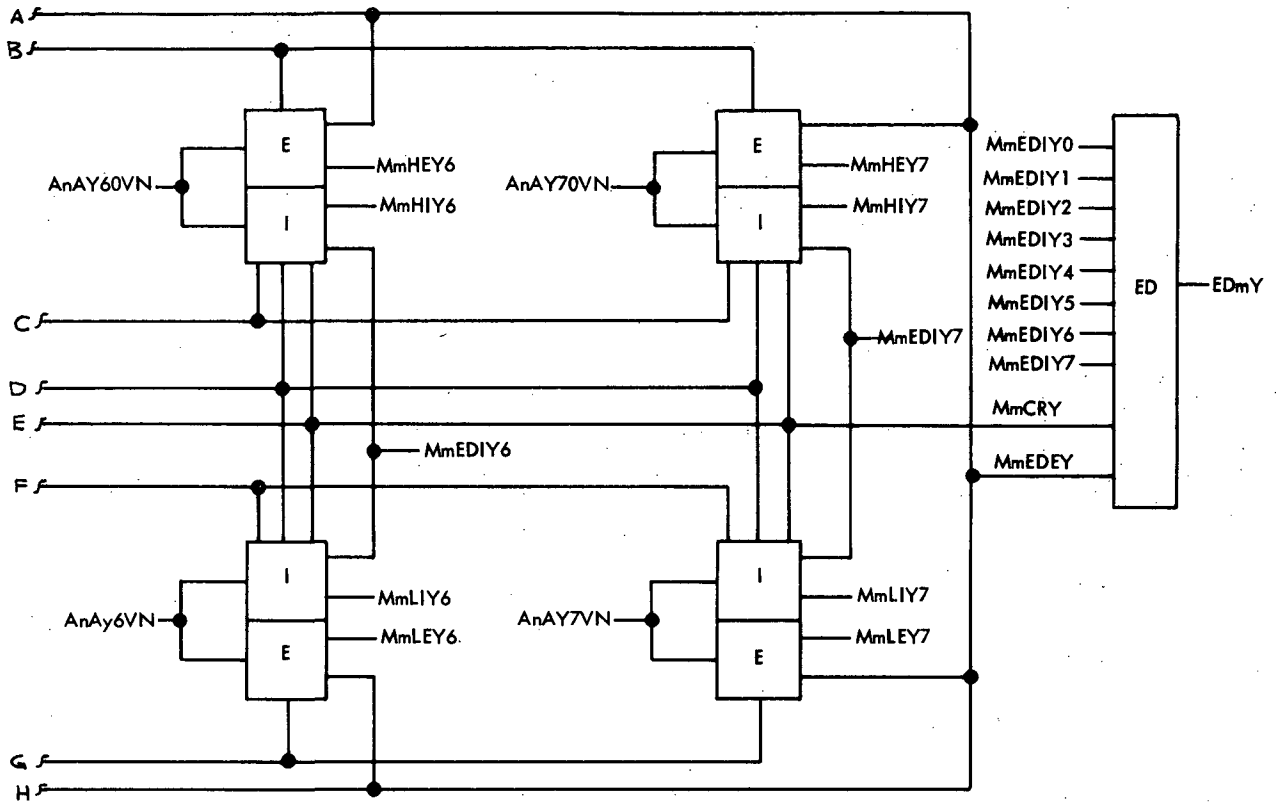 A
B
E
AnAY60VN
MmHEY6
MmHIY6
I
E
AnAY70VN
MmHEY7
MmHIY7
I
MmEDIY0
MmEDIY1
MmEDIY2
MmEDIY3
MmEDIY4
MmEDIY5
MmEDIY6
MmEDIY7
ED
EDmY
C
MmEDIY7
D
E
MmCRY
MmEDIY6
MmEDEY
F
I
AnAy6VN
MmLIY6
MmLEY6
E
I
AnAY7VN
MmLIY7
MmLEY7
E
G
H